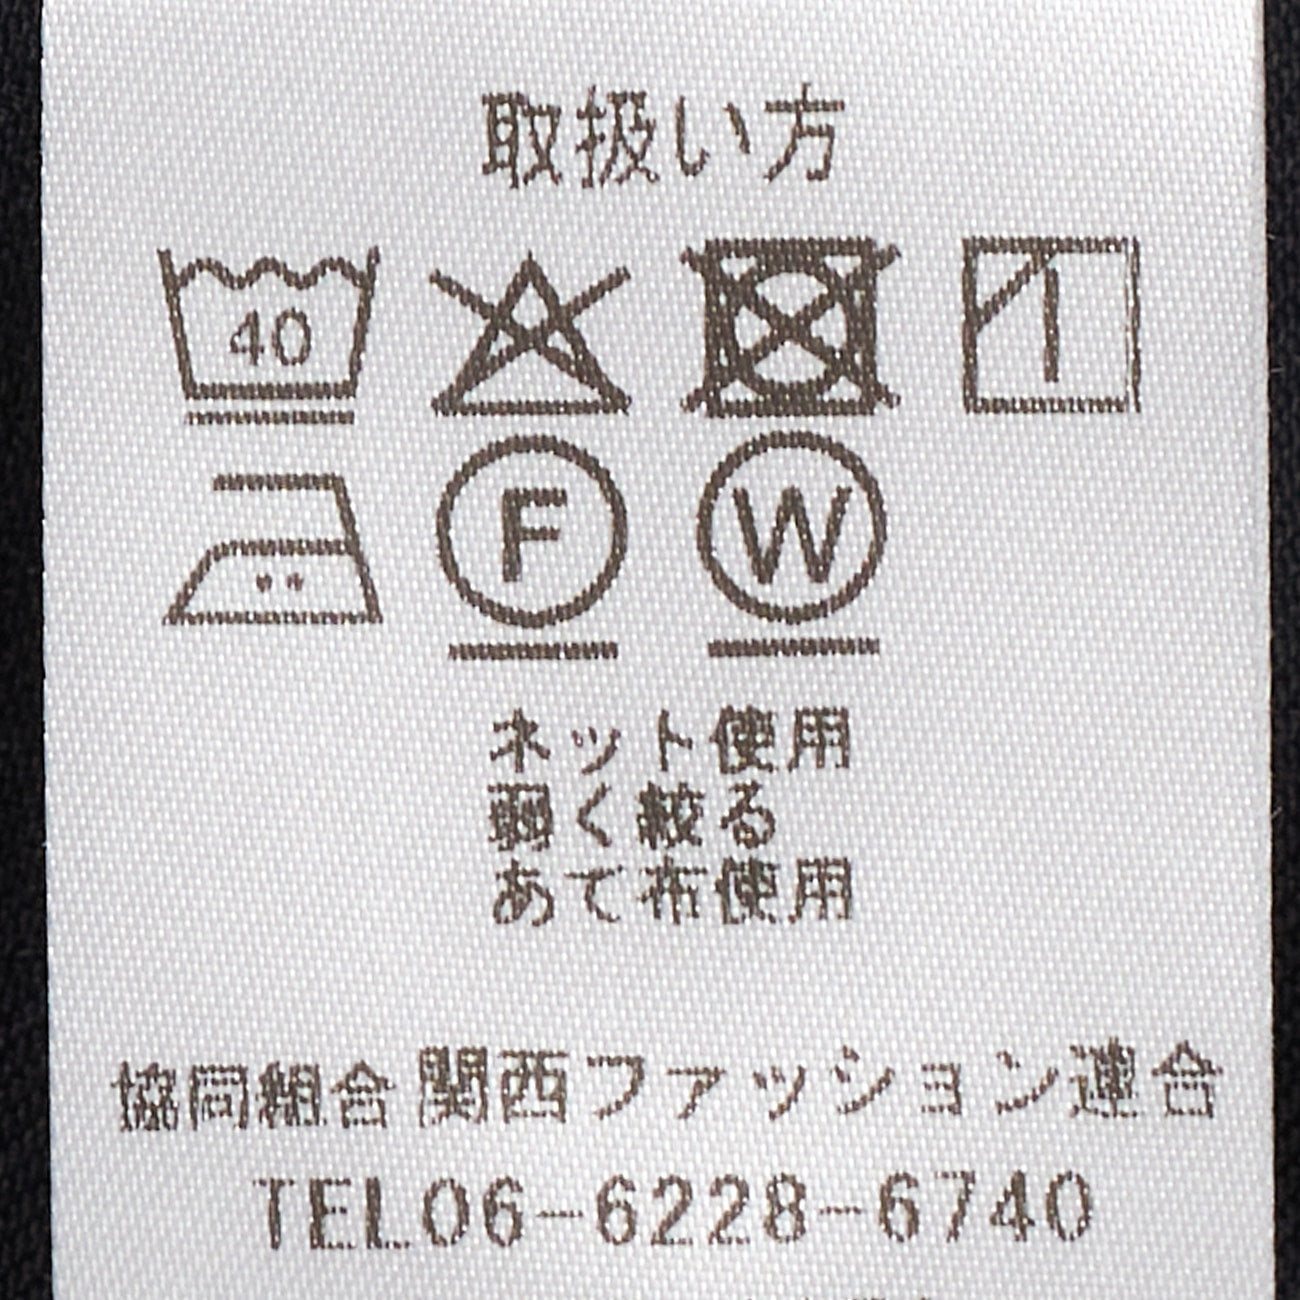 取扱い方
40
F W
ネット使用
弱く絞る
あて布使用
協同組合関西ファッション連合
TEL06-6228-6740